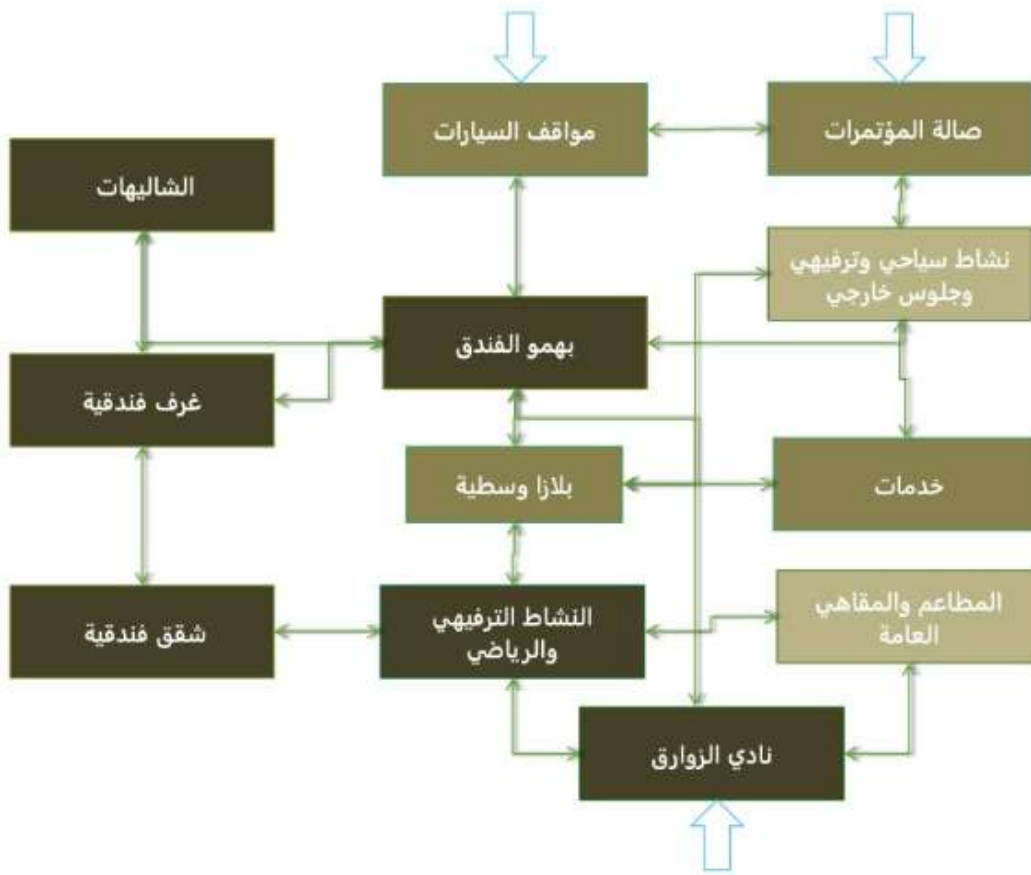 صالة المؤتمرات
مواقف السيارات
الشاليهات
نشاط سياحي وترفيهي
وجلوس خارجي
بهمو الفندق
غرف فندقية
خدمات
بلازا وسطية
المطاعم والمقاهي
العامة
النشاط الترفيهي
والرياضي
شقق فندقية
نادي الزوارق